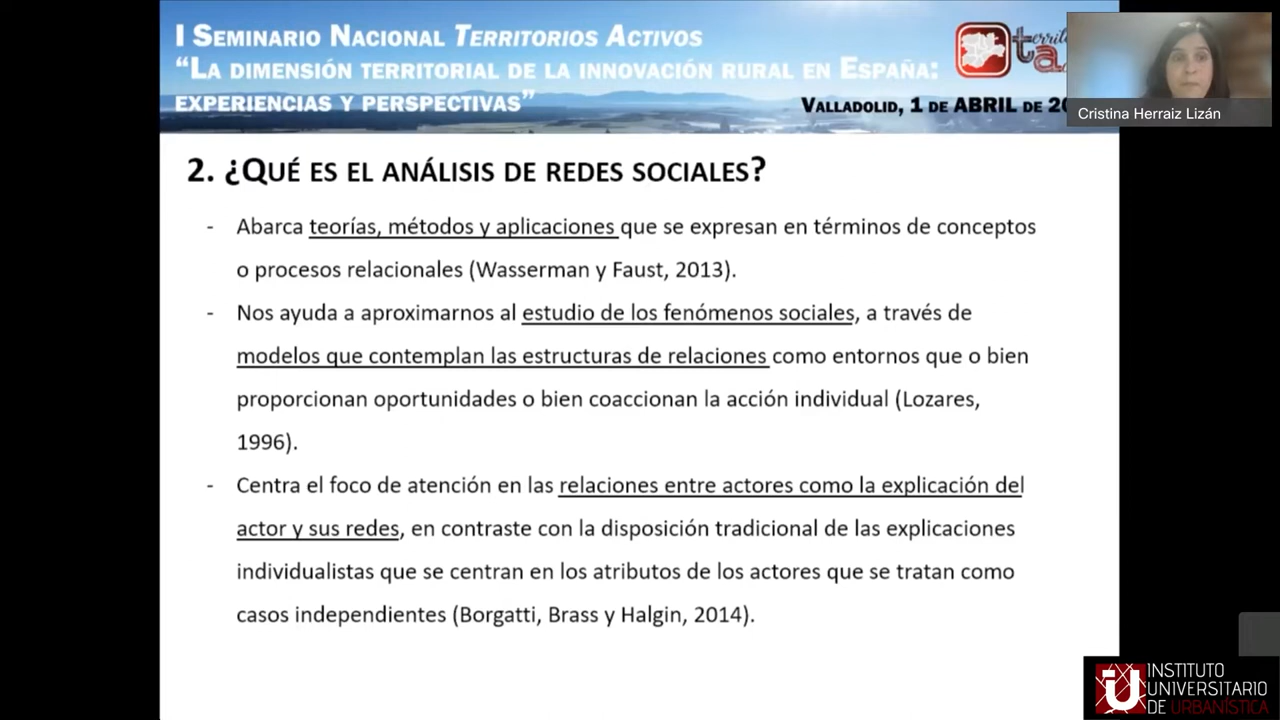 I SEMINARIO NACIONAL TERRITORIOS ACTIVOS
“LA DIMENSIÓN TERRITORIAL DE LA INNOVACIÓN RURAL EN ESPAÑA:
EXPERIENCIAS Y PERSPECTIVAS”
VALLADOLID, 1 DE ABRIL DE
Cristina Herraiz Lizán
2. ¿QUÉ ES EL ANÁLISIS DE REDES SOCIALES?
- Abarca teorías, métodos y aplicaciones que se expresan en términos de conceptos
o procesos relacionales (Wasserman y Faust, 2013).
- Nos ayuda a aproximarnos al estudio de los fenómenos sociales, a través de
modelos que contemplan las estructuras de relaciones como entornos que o bien
proporcionan oportunidades o bien coaccionan la acción individual (Lozares,
1996).
- Centra el foco de atención en las relaciones entre actores como la explicación del
actor y sus redes, en contraste con la disposición tradicional de las explicaciones
individualistas que se centran en los atributos de los actores que se tratan como
casos independientes (Borgatti, Brass y Halgin, 2014).
INSTITUTO
UNIVERSITARIO
DE URBANÍSTICA